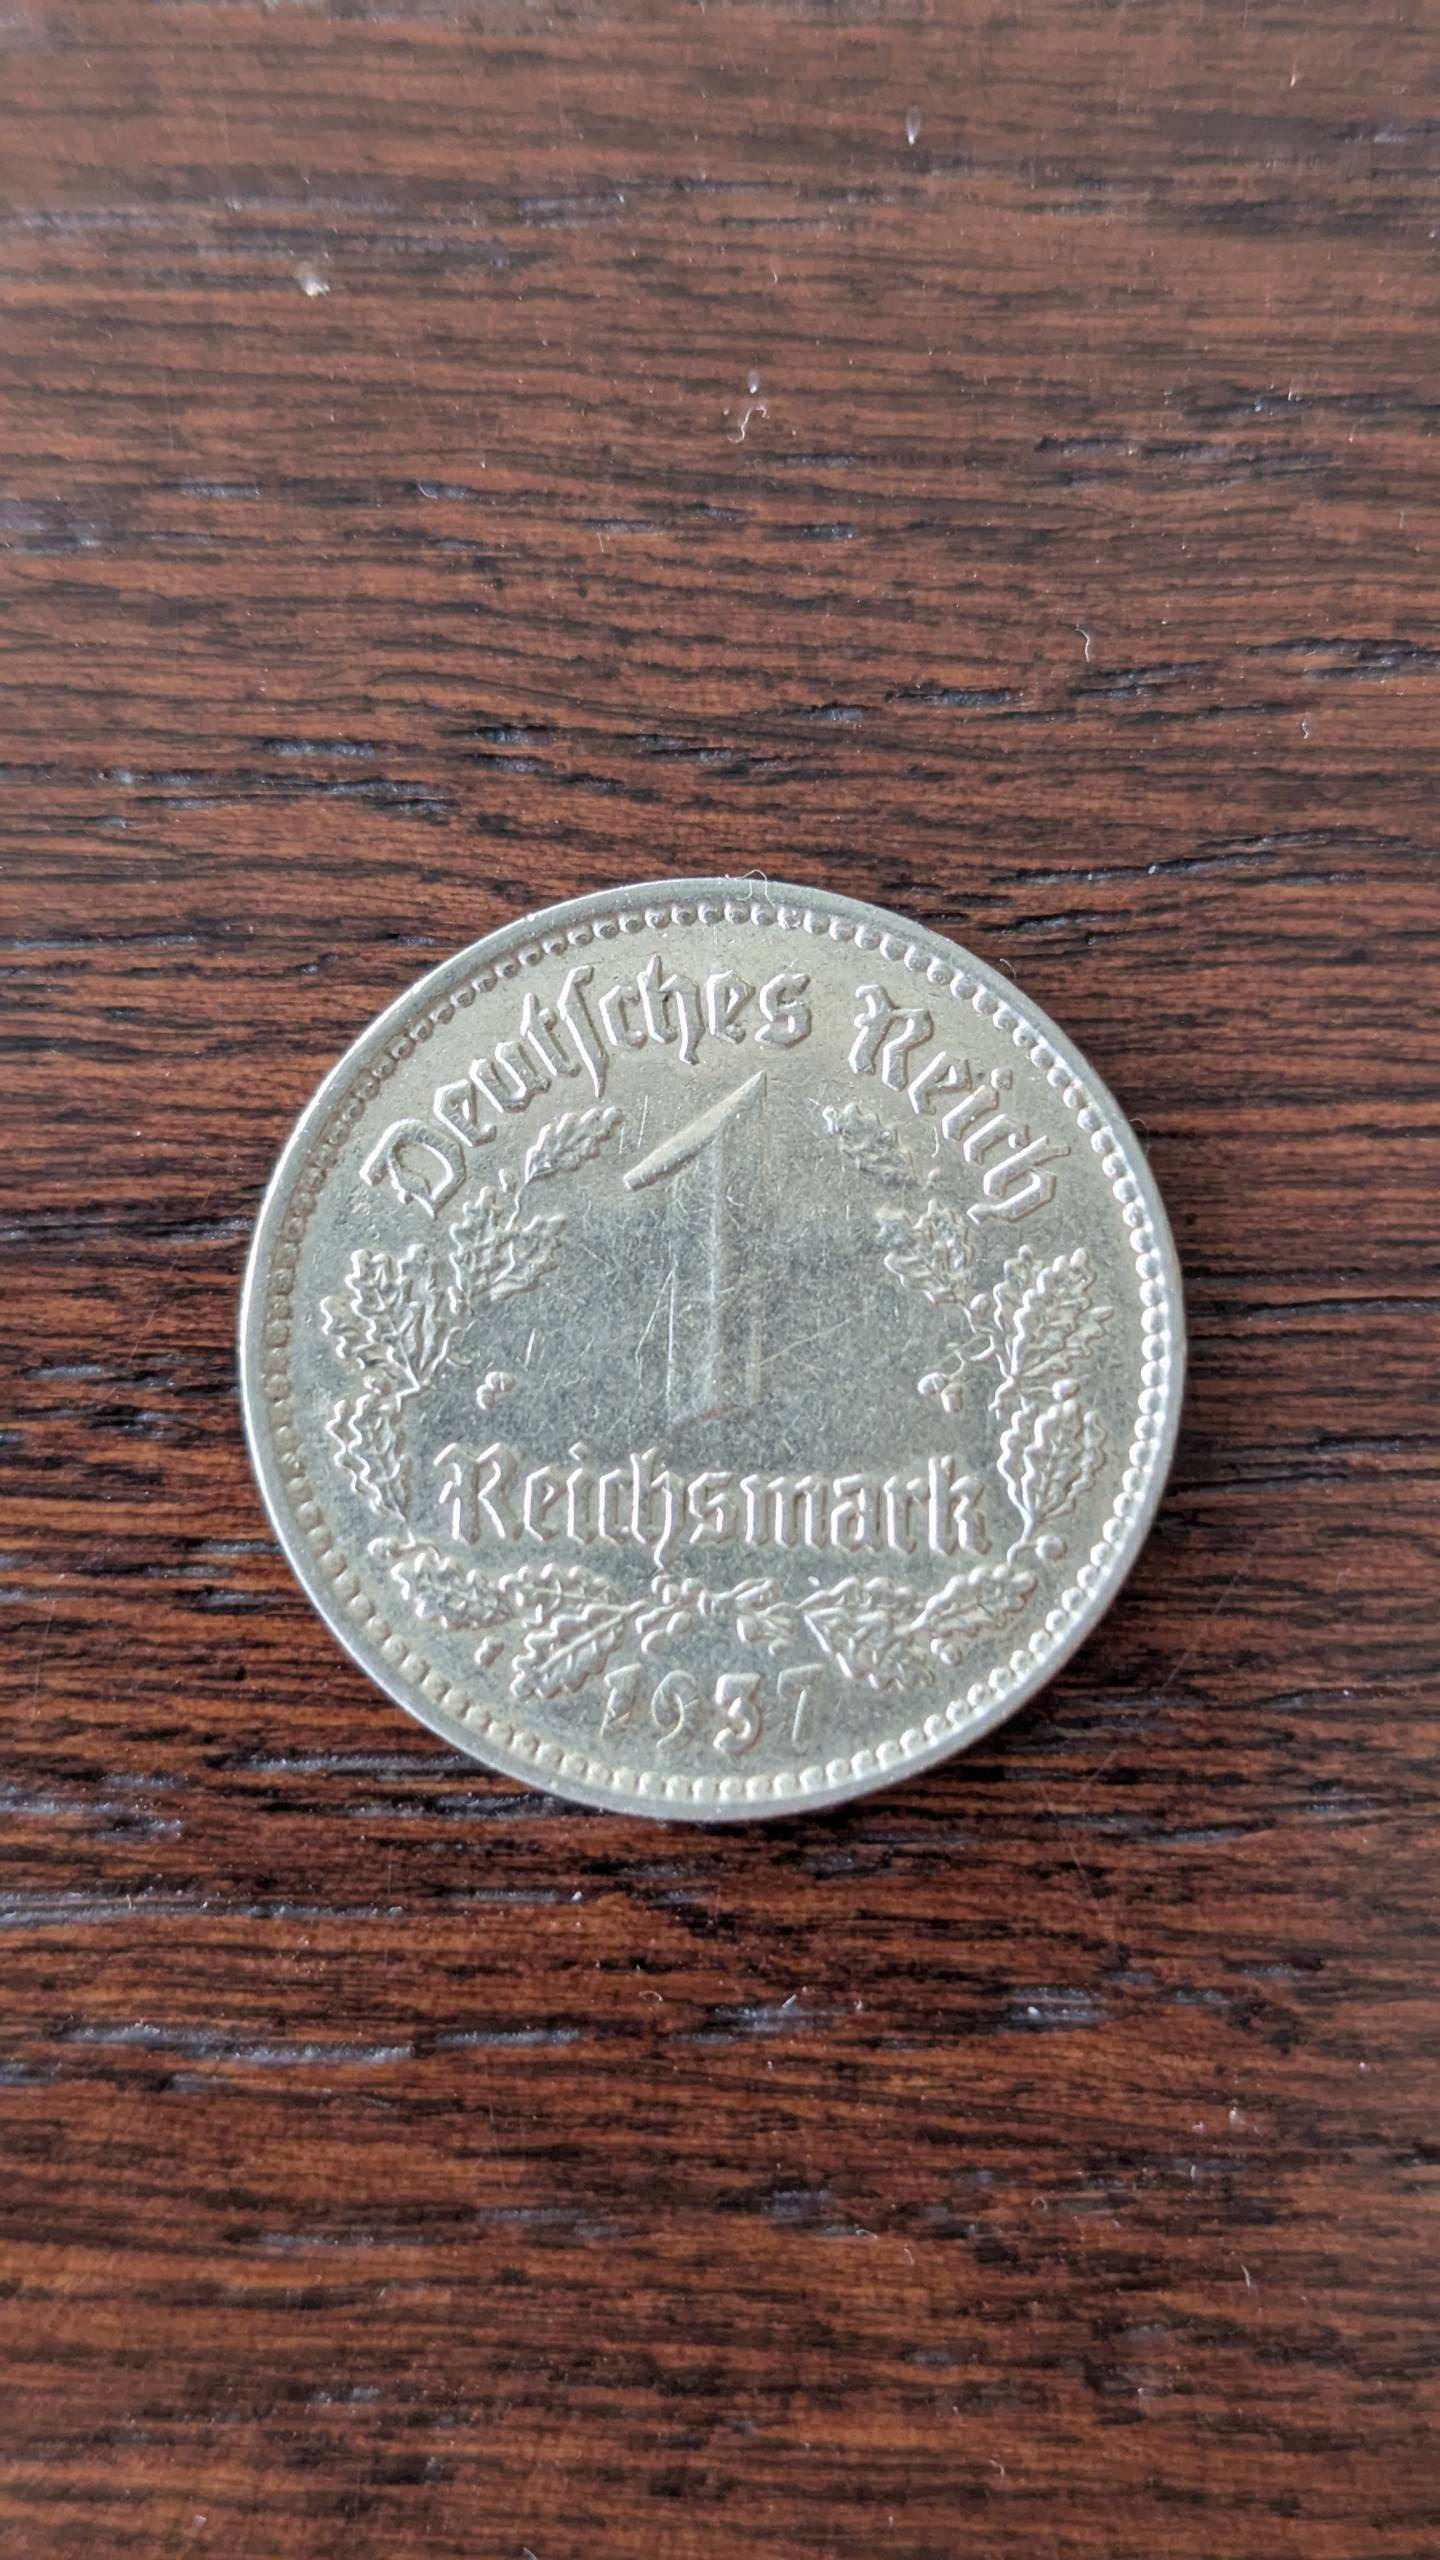 Deutſches Reich
1
Reichsmark
1937